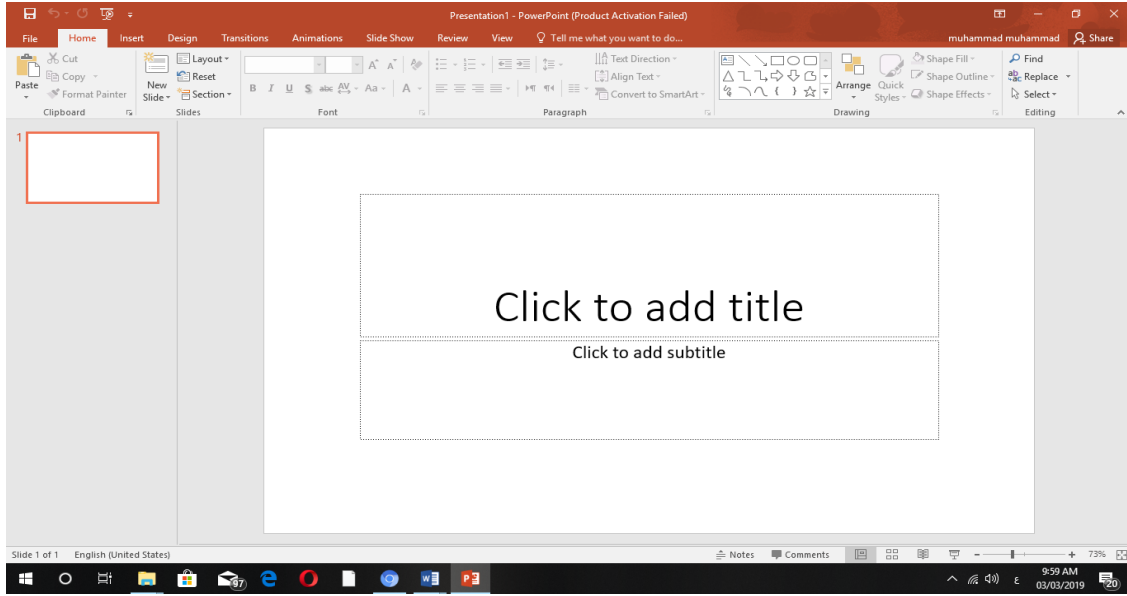 Presentation1 - PowerPoint (Product Activation Failed)
File Home Insert Design Transitions Animations Slide Show Review View Tell me what you want to do... muhammad muhammad Share
Paste
Cut
Copy
Format Painter
Clipboard
New
Slide
Layout
Reset
Section
Slides
B I U S abc AV Aa A
Font
Text Direction
Align Text
Convert to SmartArt
Paragraph
Arrange
Quick
Styles
Shape Fill
Shape Outline
Shape Effects
Drawing
Find
Replace
Select
Editing
1
Click to add title
Click to add subtitle
Slide 1 of 1 English (United States) Notes Comments 73%
97
ع
9:59 AM
03/03/2019
20